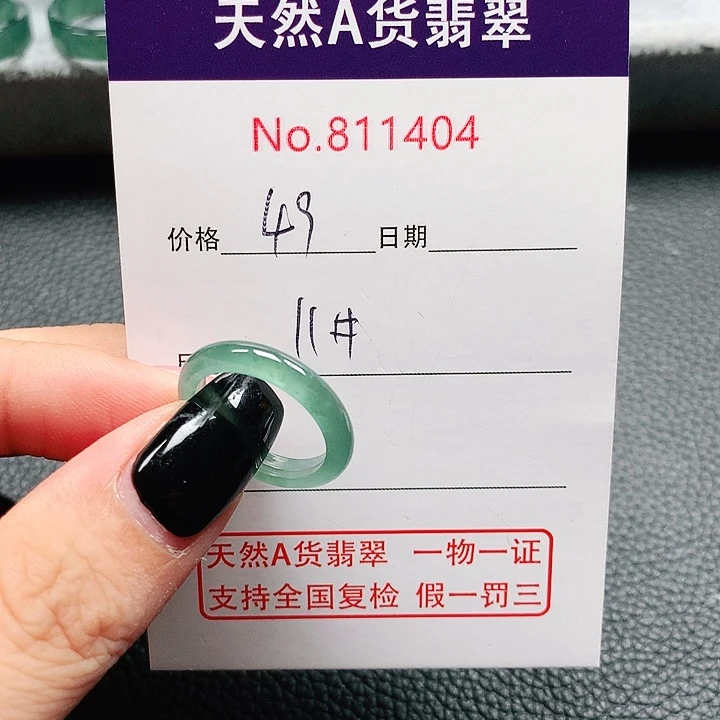 天然A货翡翠
No.811404
价格 49 日期
11#
天然A货翡翠 一物一证
支持全国复检 假一罚三